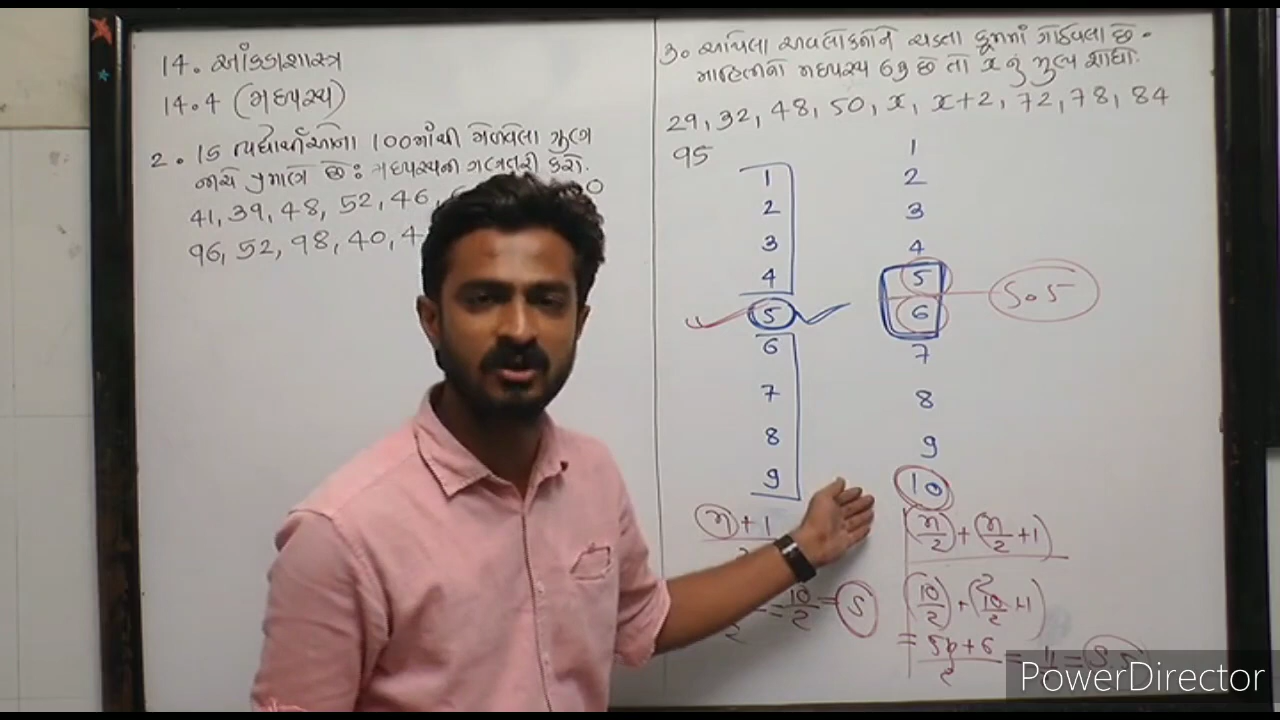 14. આંકડાશાસ્ત્ર
14.4 (મધ્યસ્થ)
2. 15 વિદ્યાર્થીઓના 100માંથી મેળવેલા ગુણ
નીચે પ્રમાણે છે: મધ્યસ્થની ગણતરી કરો.
41, 39, 48, 52, 46,
96, 52, 98, 40, 4
3. આપેલા અવલોકનોને ચડતા ક્રમમાં ગોઠવેલા છે.
માહિતીનો મધ્યસ્થ 63 છે તો x નું મુલ્ય શોધો.
29, 32, 48, 50, x, x+2, 72, 78, 84
95
1
2
3
4
5
6
7
8
9
n+1
= 10/2 = 5
1
2
3
4
5
6
5.5
7
8
9
10
(n/2) + (n/2 + 1)
2
(10/2) + (10/2 + 1)
PowerDirector